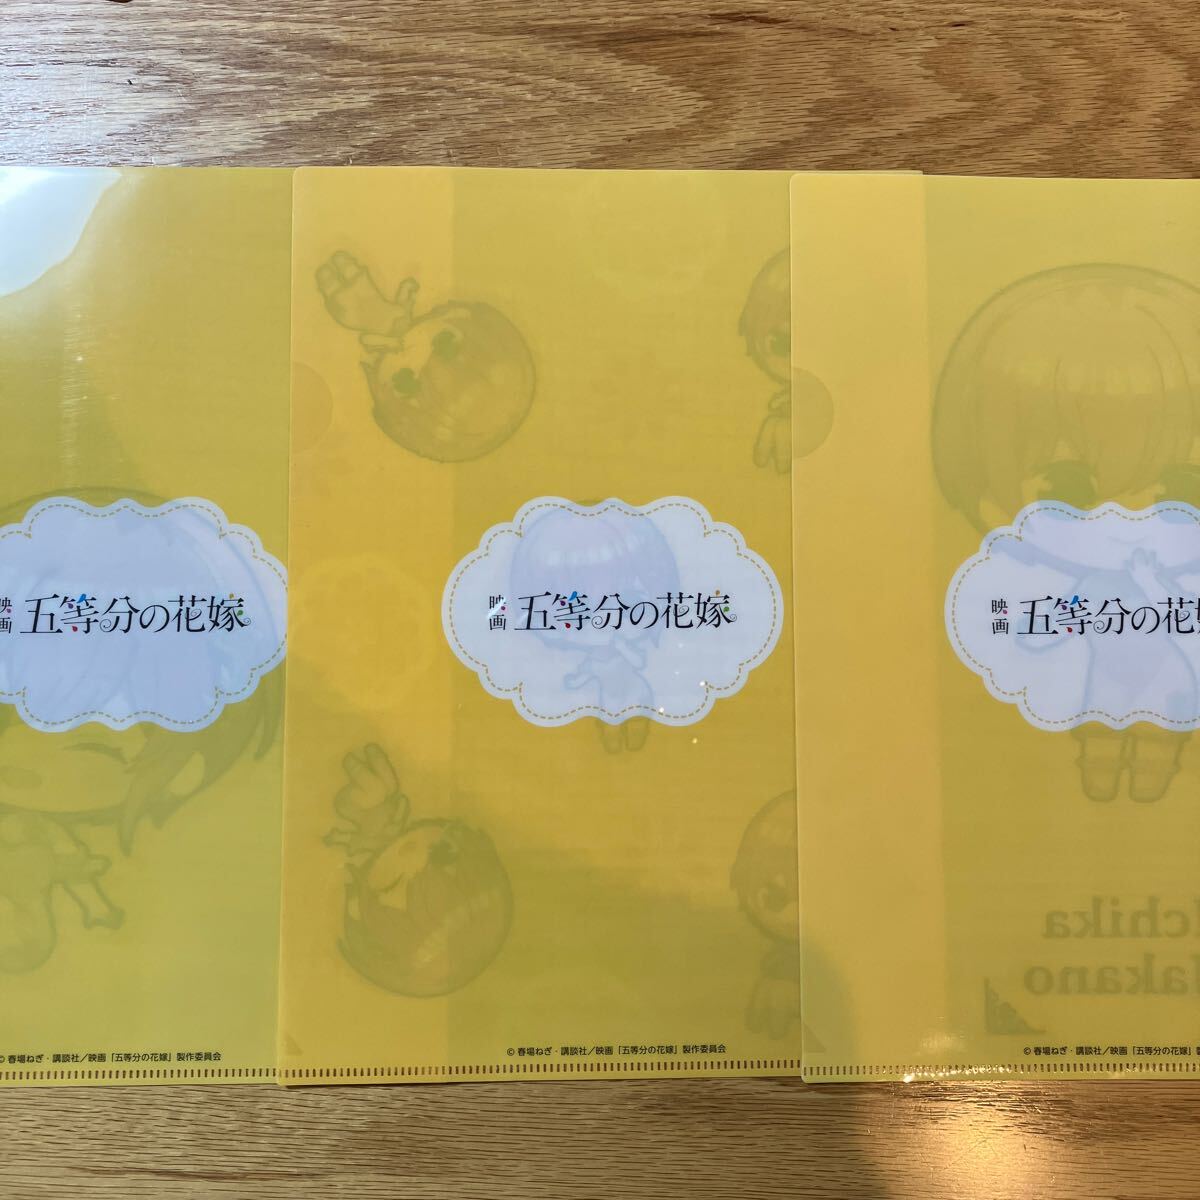 映画 五等分の花嫁
© 春場ねぎ・講談社／映画「五等分の花嫁」製作委員会
映画 五等分の花嫁
© 春場ねぎ・講談社／映画「五等分の花嫁」製作委員会
映画 五等分の花嫁
Ichika
Nakano
© 春場ねぎ・講談社／映画「五等分の花嫁」製